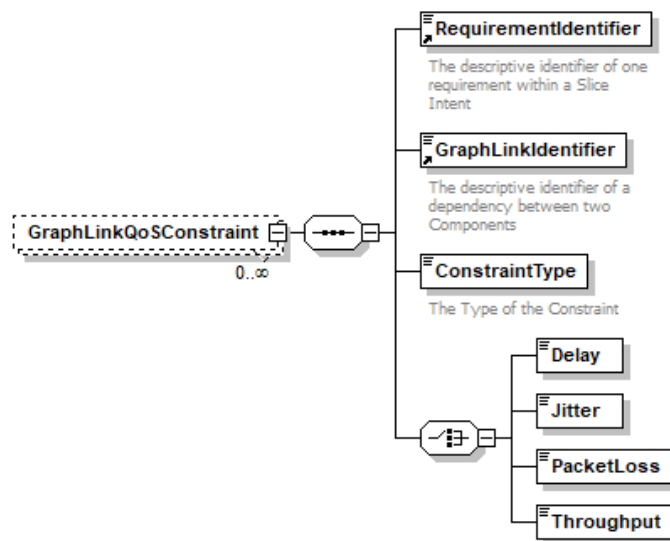 RequirementIdentifier
The descriptive identifier of one
requirement within a Slice
Intent
GraphLinkIdentifier
The descriptive identifier of a
dependency between two
Components
GraphLinkQoSConstraint
0..∞
ConstraintType
The Type of the Constraint
Delay
Jitter
PacketLoss
Throughput